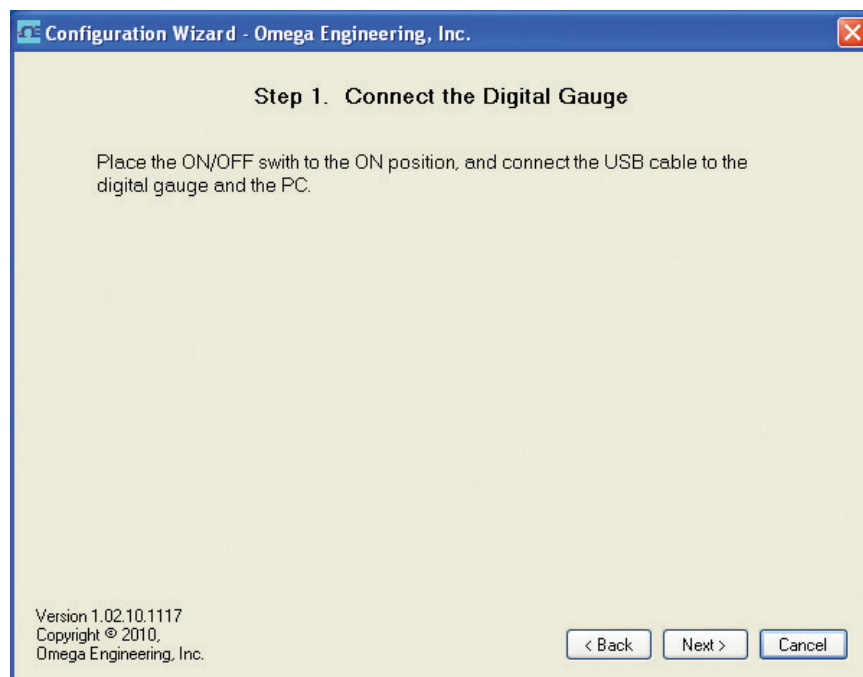 Configuration Wizard - Omega Engineering, Inc.
Step 1. Connect the Digital Gauge
Place the ON/OFF swith to the ON position, and connect the USB cable to the
digital gauge and the PC.
Version 1.02.10.1117
Copyright © 2010,
Omega Engineering, Inc.
< Back Next > Cancel